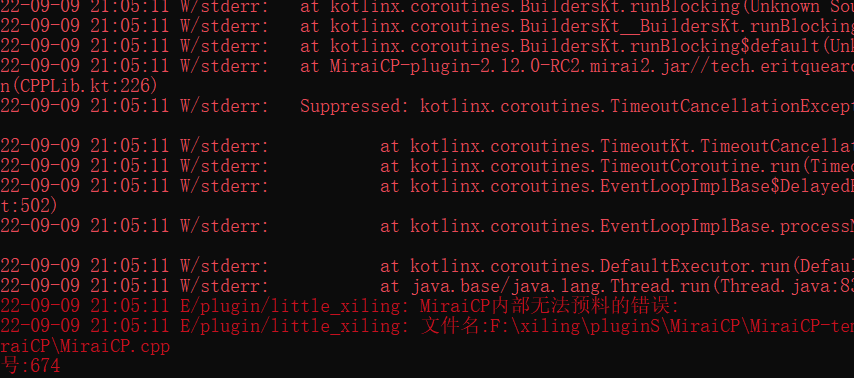 22-09-09 21:05:11 W/stderr: at kotlinx.coroutines.BuildersKt.runBlocking(Unknown Sou
22-09-09 21:05:11 W/stderr: at kotlinx.coroutines.BuildersKt__BuildersKt.runBlocking
22-09-09 21:05:11 W/stderr: at kotlinx.coroutines.BuildersKt.runBlocking$default(Unk
22-09-09 21:05:11 W/stderr: at MiraiCP-plugin-2.12.0-RC2.mirai2.jar//tech.eritquearc
n(CPPLib.kt:226)
22-09-09 21:05:11 W/stderr: Suppressed: kotlinx.coroutines.TimeoutCancellationExcept
22-09-09 21:05:11 W/stderr: at kotlinx.coroutines.TimeoutKt.TimeoutCancella
22-09-09 21:05:11 W/stderr: at kotlinx.coroutines.TimeoutCoroutine.run(Timeo
22-09-09 21:05:11 W/stderr: at kotlinx.coroutines.EventLoopImplBase$DelayedR
t:502)
22-09-09 21:05:11 W/stderr: at kotlinx.coroutines.EventLoopImplBase.processN
22-09-09 21:05:11 W/stderr: at kotlinx.coroutines.DefaultExecutor.run(Defaul
22-09-09 21:05:11 W/stderr: at java.base/java.lang.Thread.run(Thread.java:83
22-09-09 21:05:11 E/plugin/little_xiling: MiraiCP内部无法预料的错误:
22-09-09 21:05:11 E/plugin/little_xiling: 文件名:F:\xiling\pluginS\MiraiCP\MiraiCP-tem
raiCP\MiraiCP.cpp
号:674